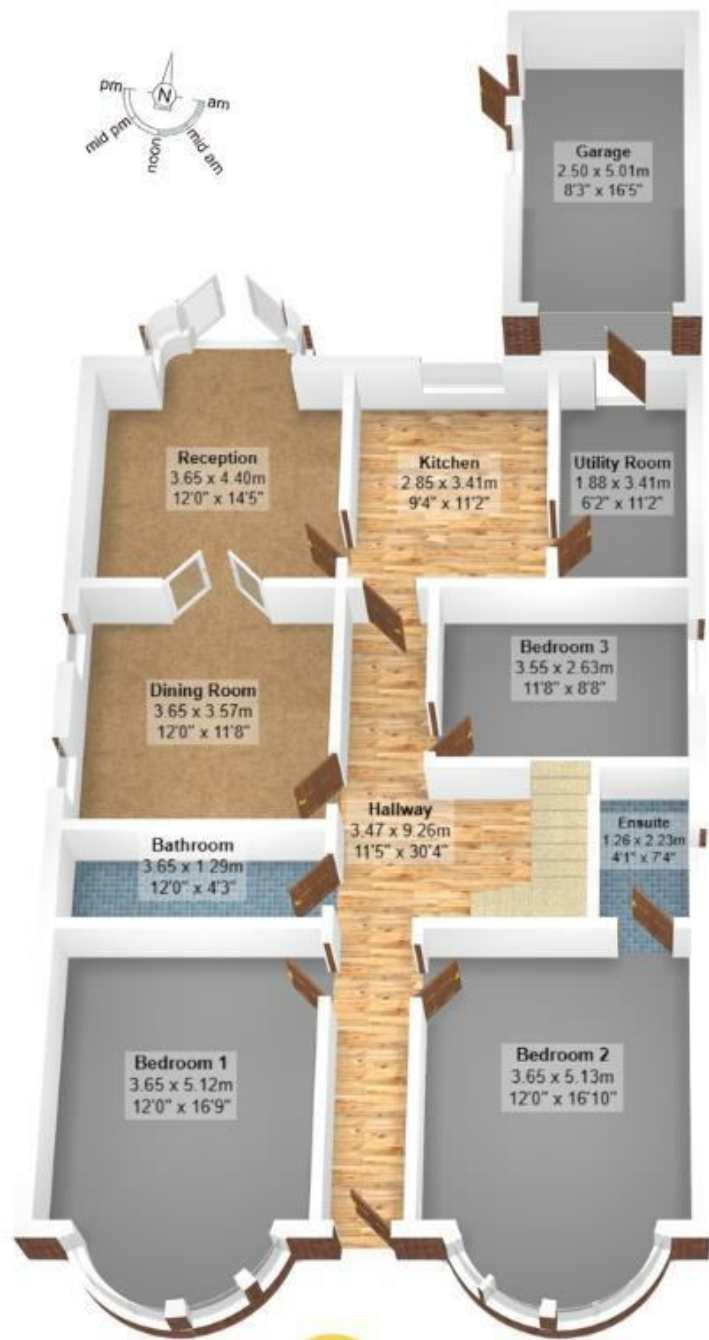 N
pm
am
mid pm
mid am
noon
Garage
2.50 x 5.01m
8'3" x 16'5"
Reception
3.65 x 4.40m
12'0" x 14'5"
Kitchen
2.85 x 3.41m
9'4" x 11'2"
Utility Room
1.88 x 3.41m
6'2" x 11'2"
Bedroom 3
3.55 x 2.63m
11'8" x 8'8"
Dining Room
3.65 x 3.57m
12'0" x 11'8"
Hallway
3.47 x 9.26m
11'5" x 30'4"
Ensuite
1.26 x 2.23m
4'1" x 7'4"
Bathroom
3.65 x 1.29m
12'0" x 4'3"
Bedroom 1
3.65 x 5.12m
12'0" x 16'9"
Bedroom 2
3.65 x 5.13m
12'0" x 16'10"